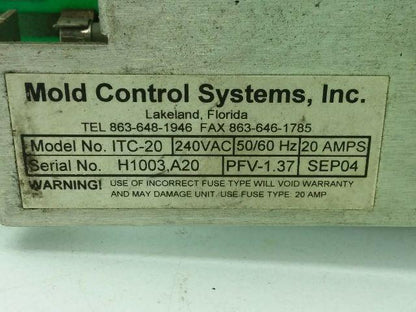 Mold Control Systems, Inc.
Lakeland, Florida
TEL 863-648-1946 FAX 863-646-1785
Model No. ITC-20 240VAC 50/60 Hz 20 AMPS
Serial No. H1003,A20 PFV-1.37 SEP04
WARNING! USE OF INCORRECT FUSE TYPE WILL VOID WARRANTY
AND MAY DAMAGE UNIT. USE FUSE TYPE: 20 AMP